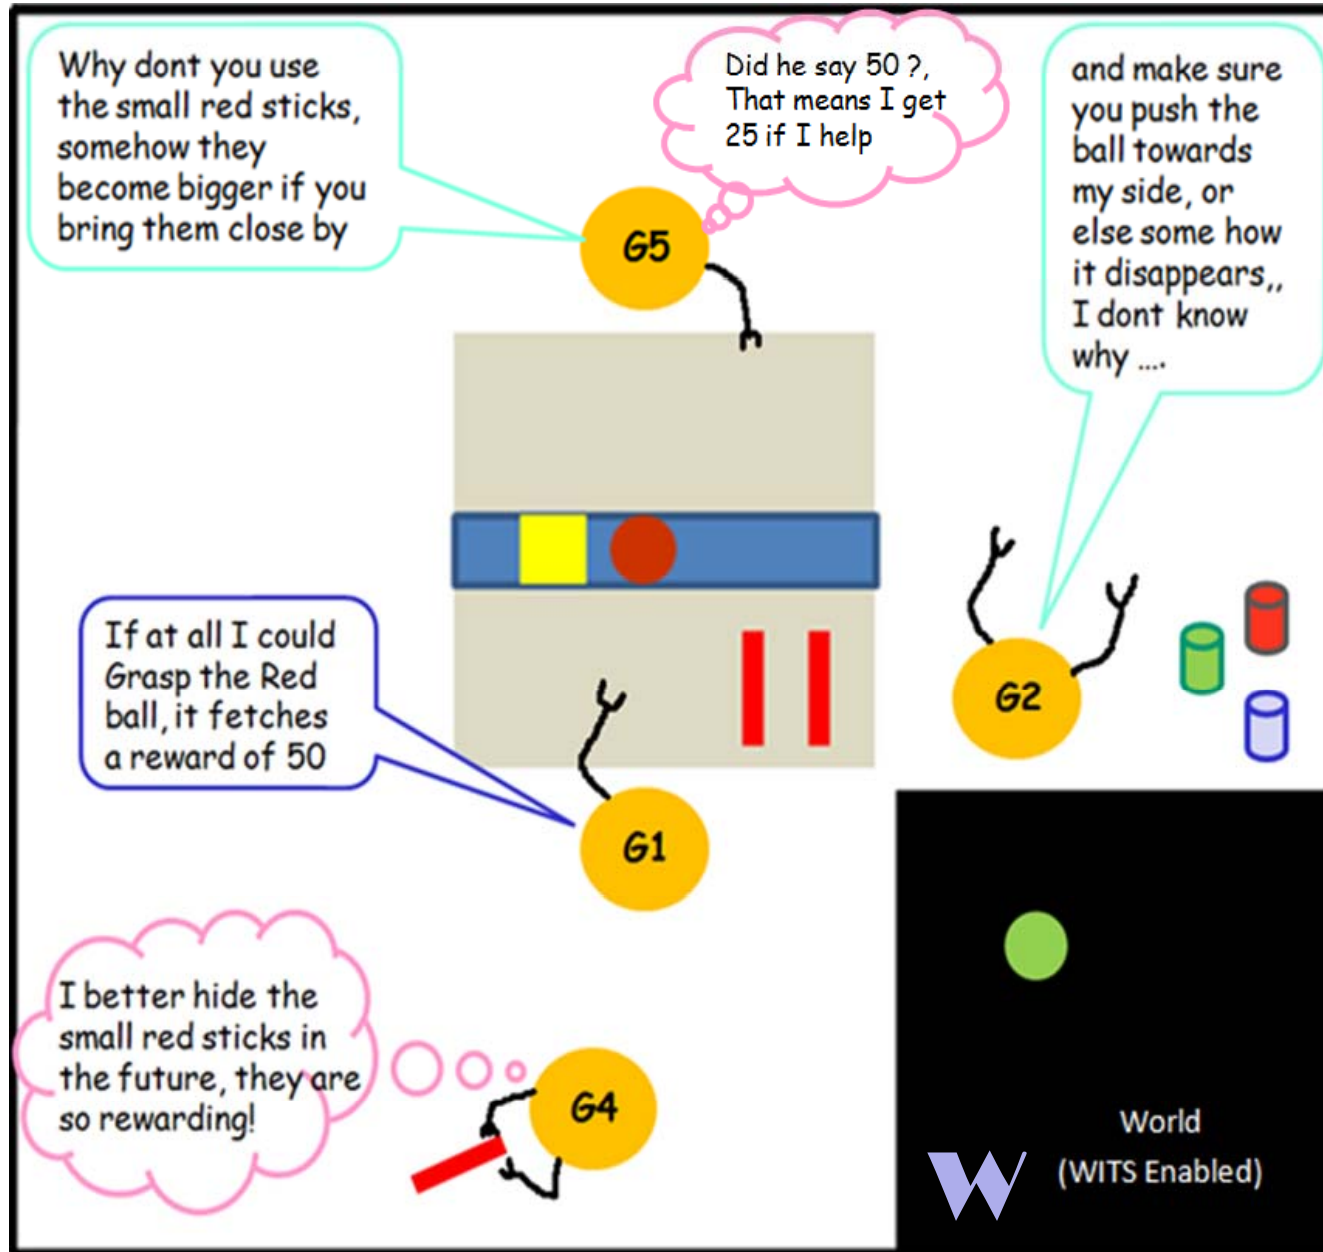 Why dont you use
the small red sticks,
somehow they
become bigger if you
bring them close by
Did he say 50 ?,
That means I get
25 if I help
and make sure
you push the
ball towards
my side, or
else some how
it disappears,,
I dont know
why ....
G5
If at all I could
Grasp the Red
ball, it fetches
a reward of 50
G2
G1
I better hide the
small red sticks in
the future, they are
so rewarding!
G4
World
(WITS Enabled)
W